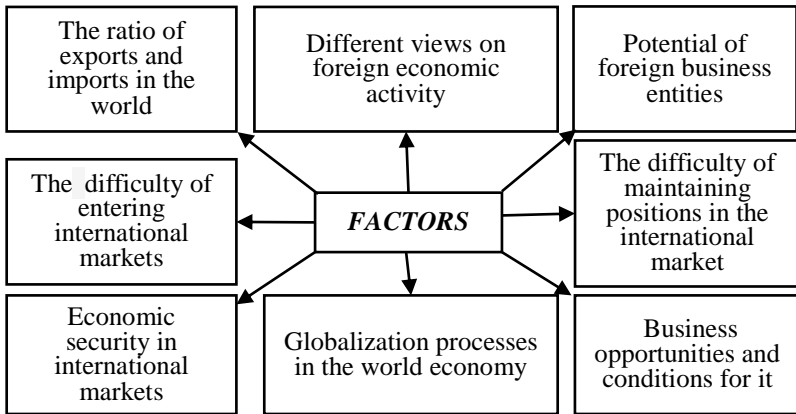 The ratio of
exports and
imports in the
world
Different views on
foreign economic
activity
Potential of
foreign business
entities
The difficulty of
entering
international
markets
FACTORS
The difficulty of
maintaining
positions in the
international
market
Economic
security in
international
markets
Globalization processes
in the world economy
Business
opportunities and
conditions for it